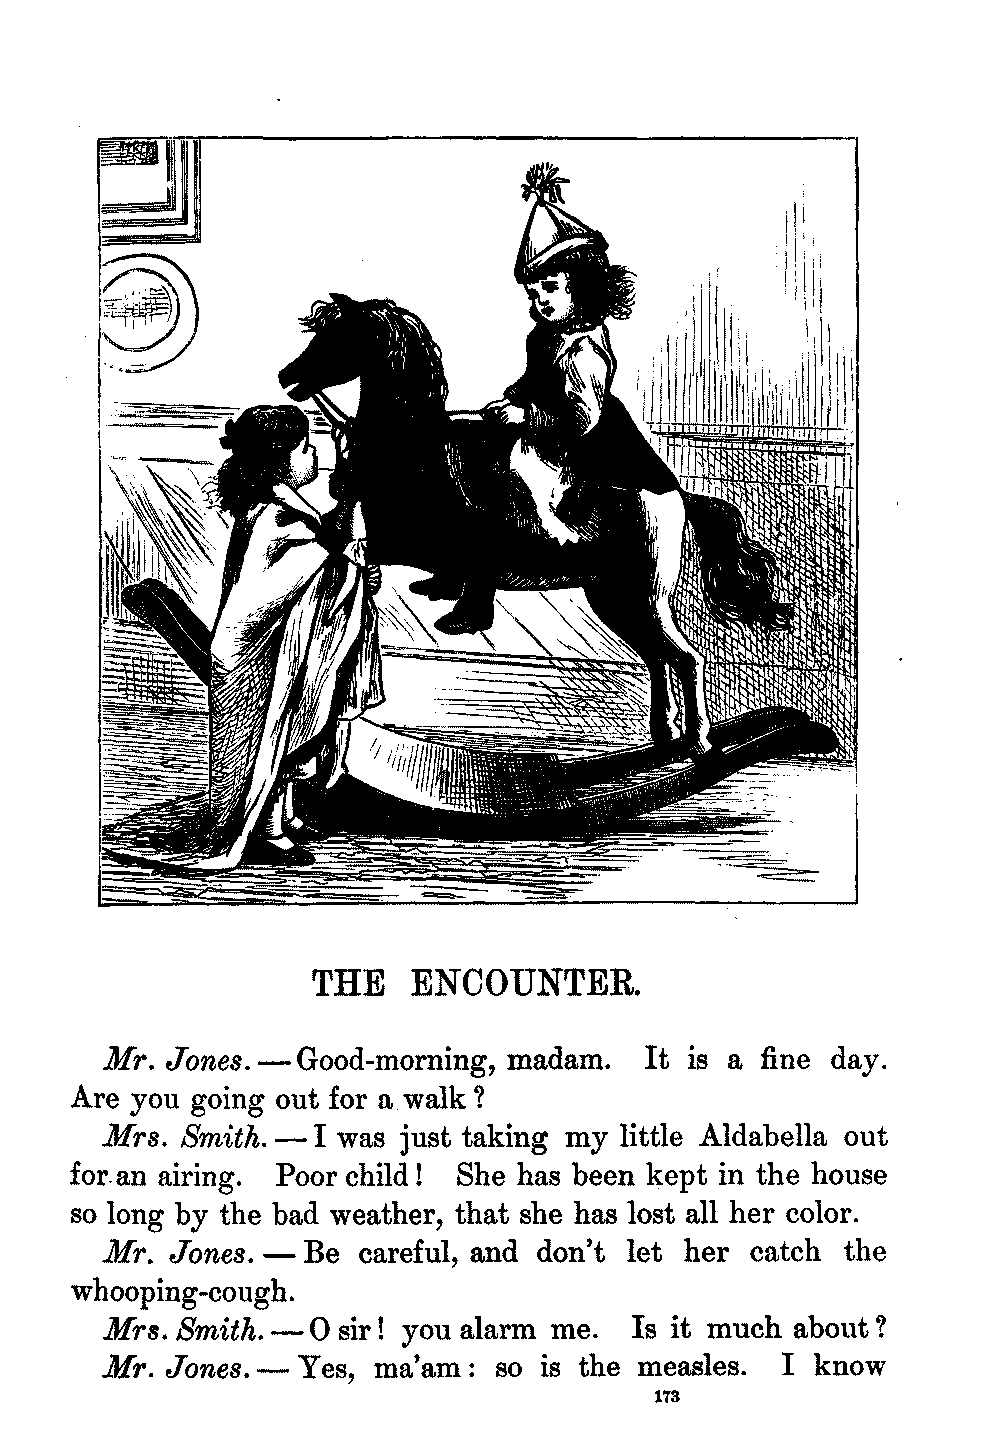 THE ENCOUNTER.
Mr. Jones. — Good-morning, madam. It is a fine day.
Are you going out for a walk?
Mrs. Smith. — I was just taking my little Aldabella out
for an airing. Poor child! She has been kept in the house
so long by the bad weather, that she has lost all her color.
Mr. Jones. — Be careful, and don't let her catch the
whooping-cough.
Mrs. Smith. — O sir! you alarm me. Is it much about?
Mr. Jones. — Yes, ma'am: so is the measles. I know
173